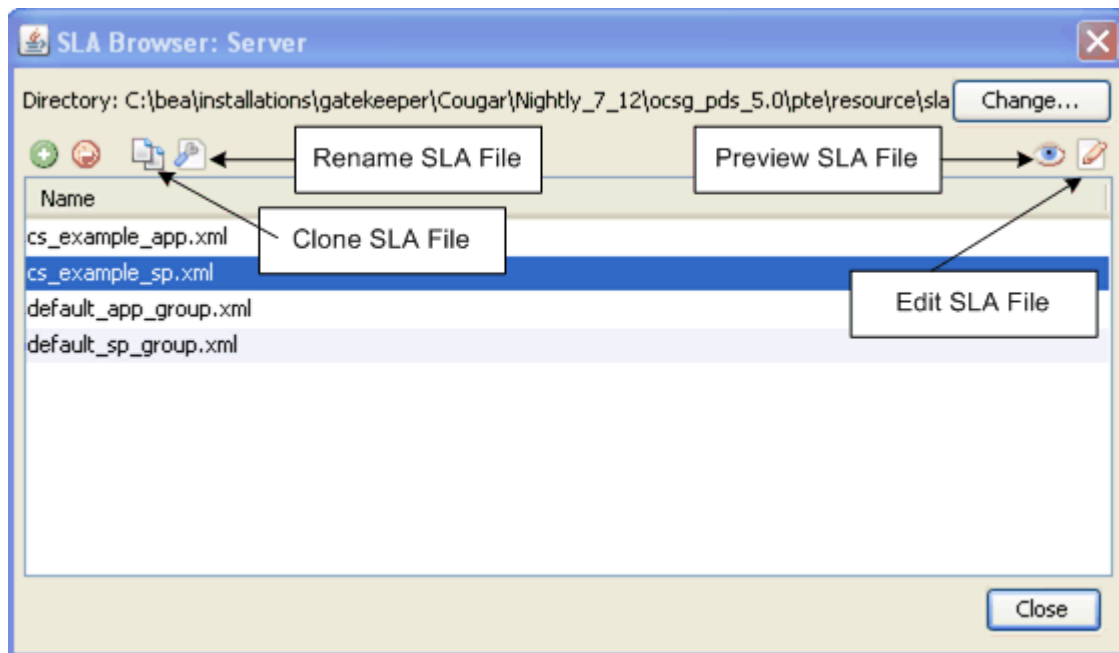 SLA Browser: Server
Directory: C:\bea\installations\gatekeeper\Cougar\Nightly_7_12\ocsg_pds_5.0\pte\resource\sla Change...
Rename SLA File Preview SLA File
Name
Clone SLA File
cs_example_app.xml
cs_example_sp.xml
Edit SLA File
default_app_group.xml
default_sp_group.xml
Close